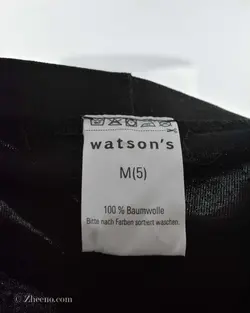 watson's
M(5)
100 % Baumwolle
Bitte nach Farben sortiert waschen.
© Zheeno.com